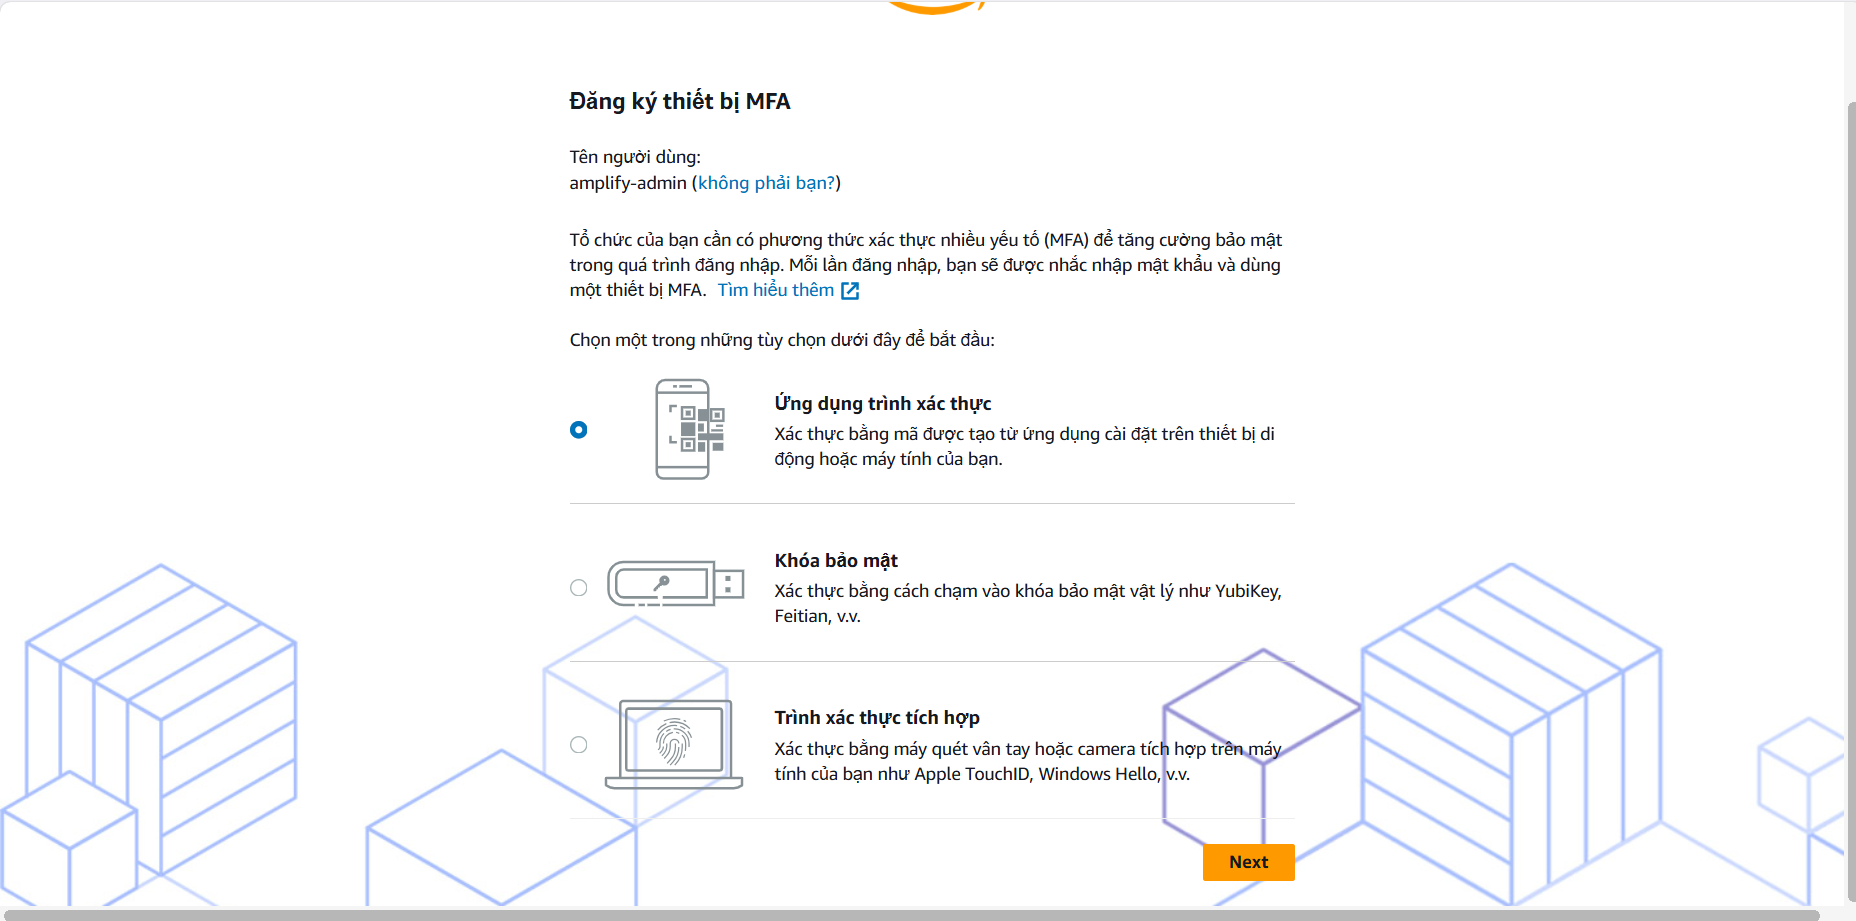 Đăng ký thiết bị MFA
Tên người dùng:
amplify-admin (không phải bạn?)
Tổ chức của bạn cần có phương thức xác thực nhiều yếu tố (MFA) để tăng cường bảo mật
trong quá trình đăng nhập. Mỗi lần đăng nhập, bạn sẽ được nhắc nhập mật khẩu và dùng
một thiết bị MFA. Tìm hiểu thêm
Chọn một trong những tùy chọn dưới đây để bắt đầu:
Ứng dụng trình xác thực
Xác thực bằng mã được tạo từ ứng dụng cài đặt trên thiết bị di
động hoặc máy tính của bạn.
Khóa bảo mật
Xác thực bằng cách chạm vào khóa bảo mật vật lý như YubiKey,
Feitian, v.v.
Trình xác thực tích hợp
Xác thực bằng máy quét vân tay hoặc camera tích hợp trên máy
tính của bạn như Apple TouchID, Windows Hello, v.v.
Next